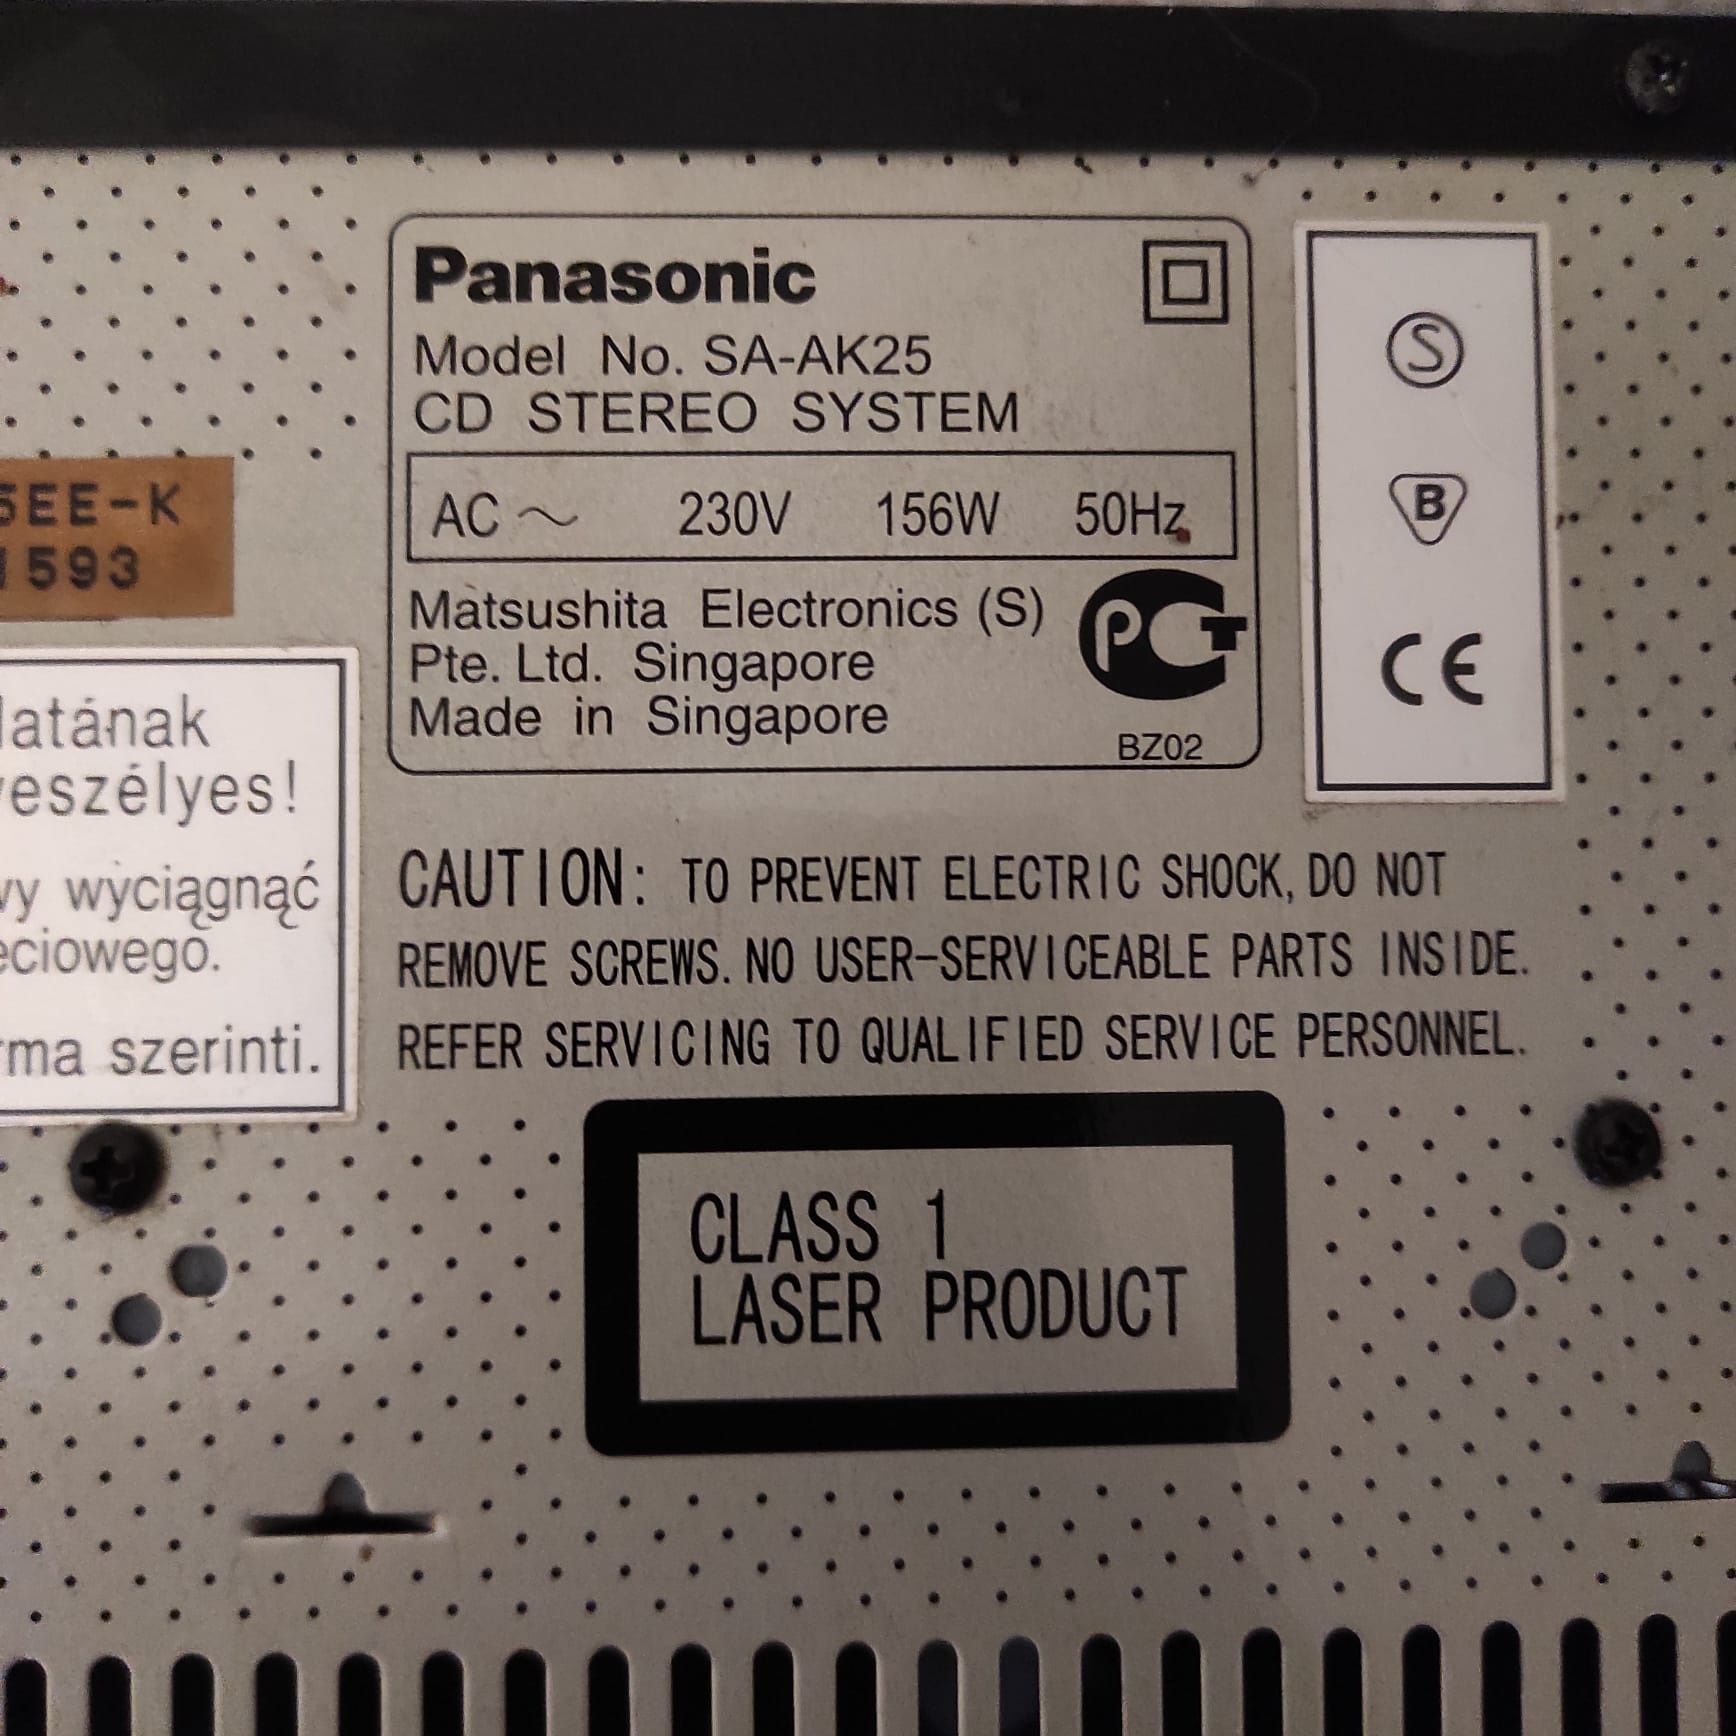 Panasonic
Model No. SA-AK25
CD STEREO SYSTEM
AC ~ 230V 156W 50Hz
Matsushita Electronics (S)
Pte. Ltd. Singapore
Made in Singapore
PCT
BZ02
S
B
CE
5EE-K
1593
latának
veszélyes!
wy wyciągnąć
eciowego.
rma szerinti.
CAUTION: TO PREVENT ELECTRIC SHOCK, DO NOT
REMOVE SCREWS. NO USER-SERVICEABLE PARTS INSIDE.
REFER SERVICING TO QUALIFIED SERVICE PERSONNEL.
CLASS 1
LASER PRODUCT